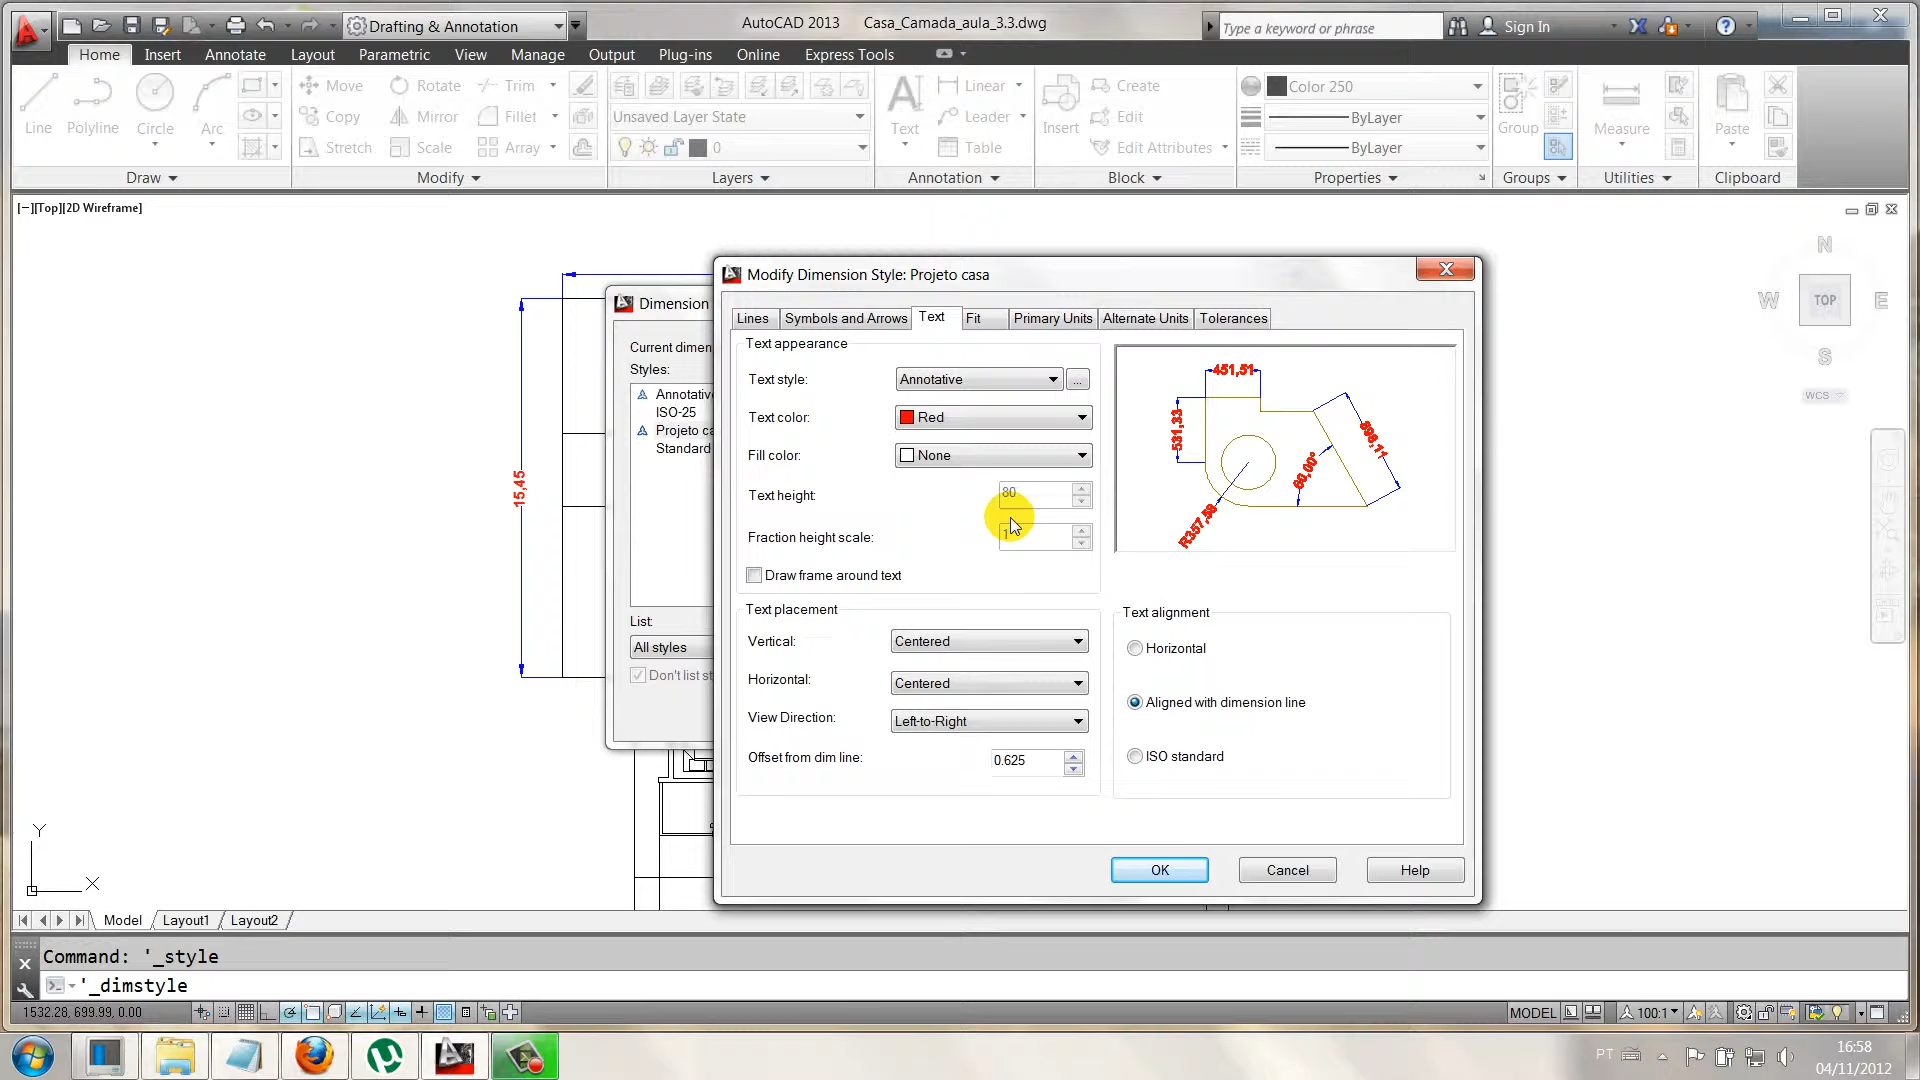 Drafting & Annotation
AutoCAD 2013 Casa_Camada_aula_3.3.dwg
Type a keyword or phrase
Sign In
Home Insert Annotate Layout Parametric View Manage Output Plug-ins Online Express Tools
Line Polyline Circle Arc
Move Rotate Trim
Copy Mirror Fillet
Stretch Scale Array
Unsaved Layer State
0
Text
Linear
Leader
Table
Insert
Create
Edit
Edit Attributes
Color 250
ByLayer
ByLayer
Group
Measure
Paste
Draw Modify Layers Annotation Block Properties Groups Utilities Clipboard
[−][Top][2D Wireframe]
N
W TOP E
S
WCS
15,45
Dimension
Current dimen
Styles:
Annotative
ISO-25
Projeto ca
Standard
List:
All styles
Don't list st
Modify Dimension Style: Projeto casa
Lines Symbols and Arrows Text Fit Primary Units Alternate Units Tolerances
Text appearance
Text style: Annotative ...
Text color: Red
Fill color: None
Text height: 80
Fraction height scale: 1
Draw frame around text
451,51
531,33
898,11
60,00°
R357,58
Text placement
Vertical: Centered
Horizontal: Centered
View Direction: Left-to-Right
Offset from dim line: 0.625
Text alignment
Horizontal
Aligned with dimension line
ISO standard
OK Cancel Help
Y
X
Model Layout1 Layout2
Command: '_style
'_dimstyle
1532.28, 699.99, 0.00
MODEL
100:1
PT
16:58
04/11/2012